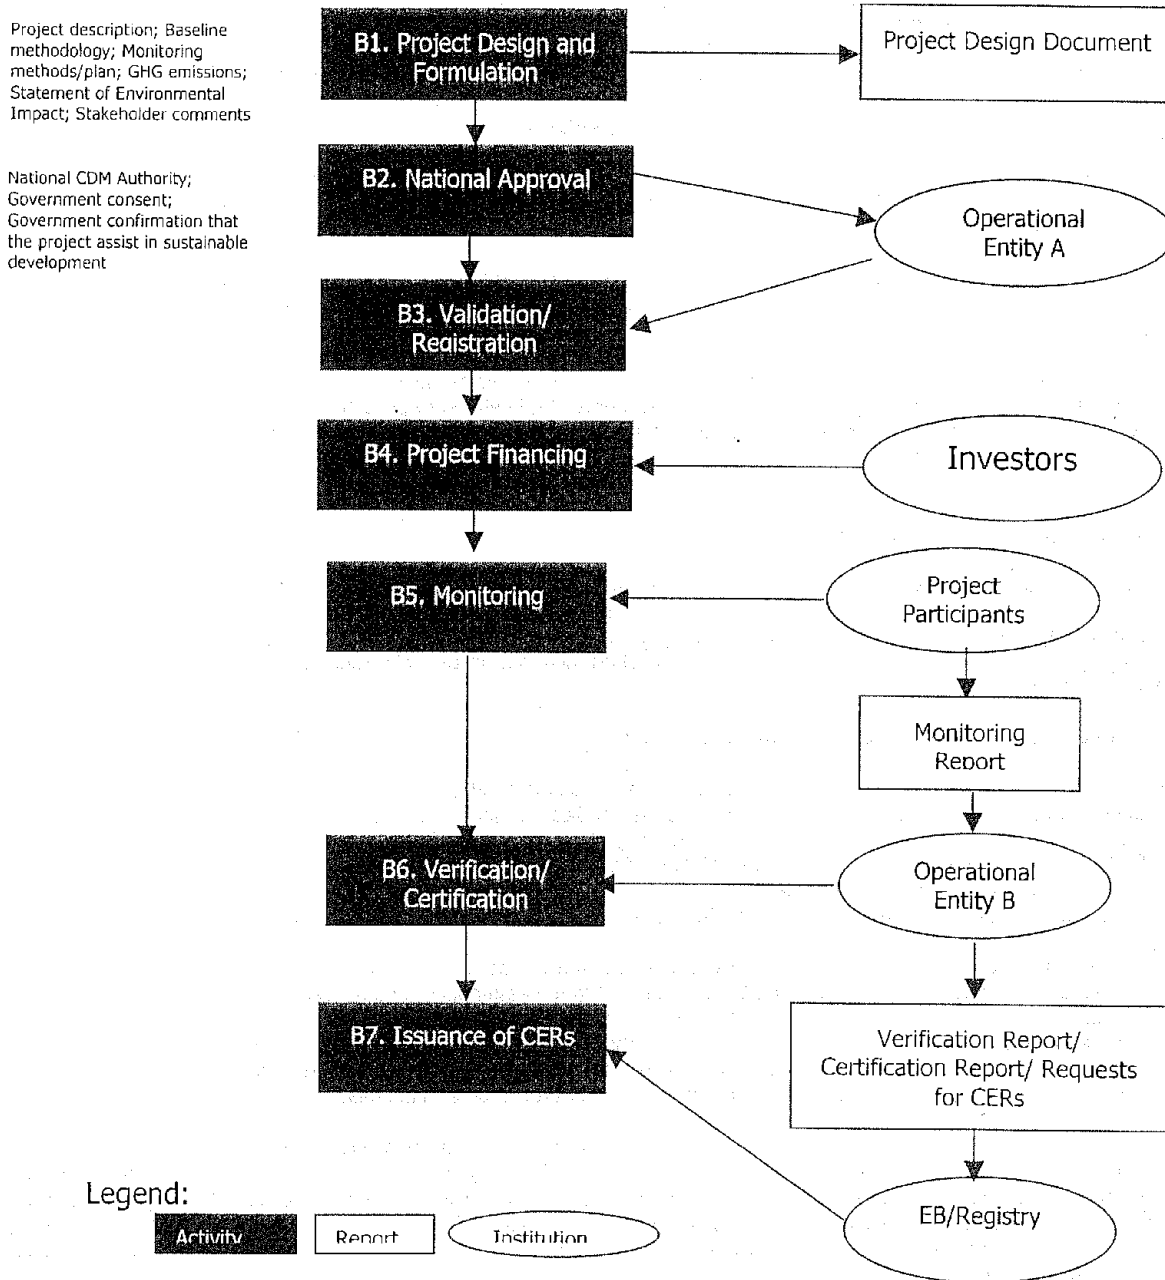 Project description; Baseline
methodology; Monitoring
methods/plan; GHG emissions;
Statement of Environmental
Impact; Stakeholder comments
B1. Project Design and
Formulation
Project Design Document
National CDM Authority;
Government consent;
Government confirmation that
the project assist in sustainable
development
B2. National Approval
Operational
Entity A
B3. Validation/
Registration
B4. Project Financing
Investors
B5. Monitoring
Project
Participants
Monitoring
Report
B6. Verification/
Certification
Operational
Entity B
B7. Issuance of CERs
Verification Report/
Certification Report/ Requests
for CERs
EB/Registry
Legend:
Activity
Report
Institution